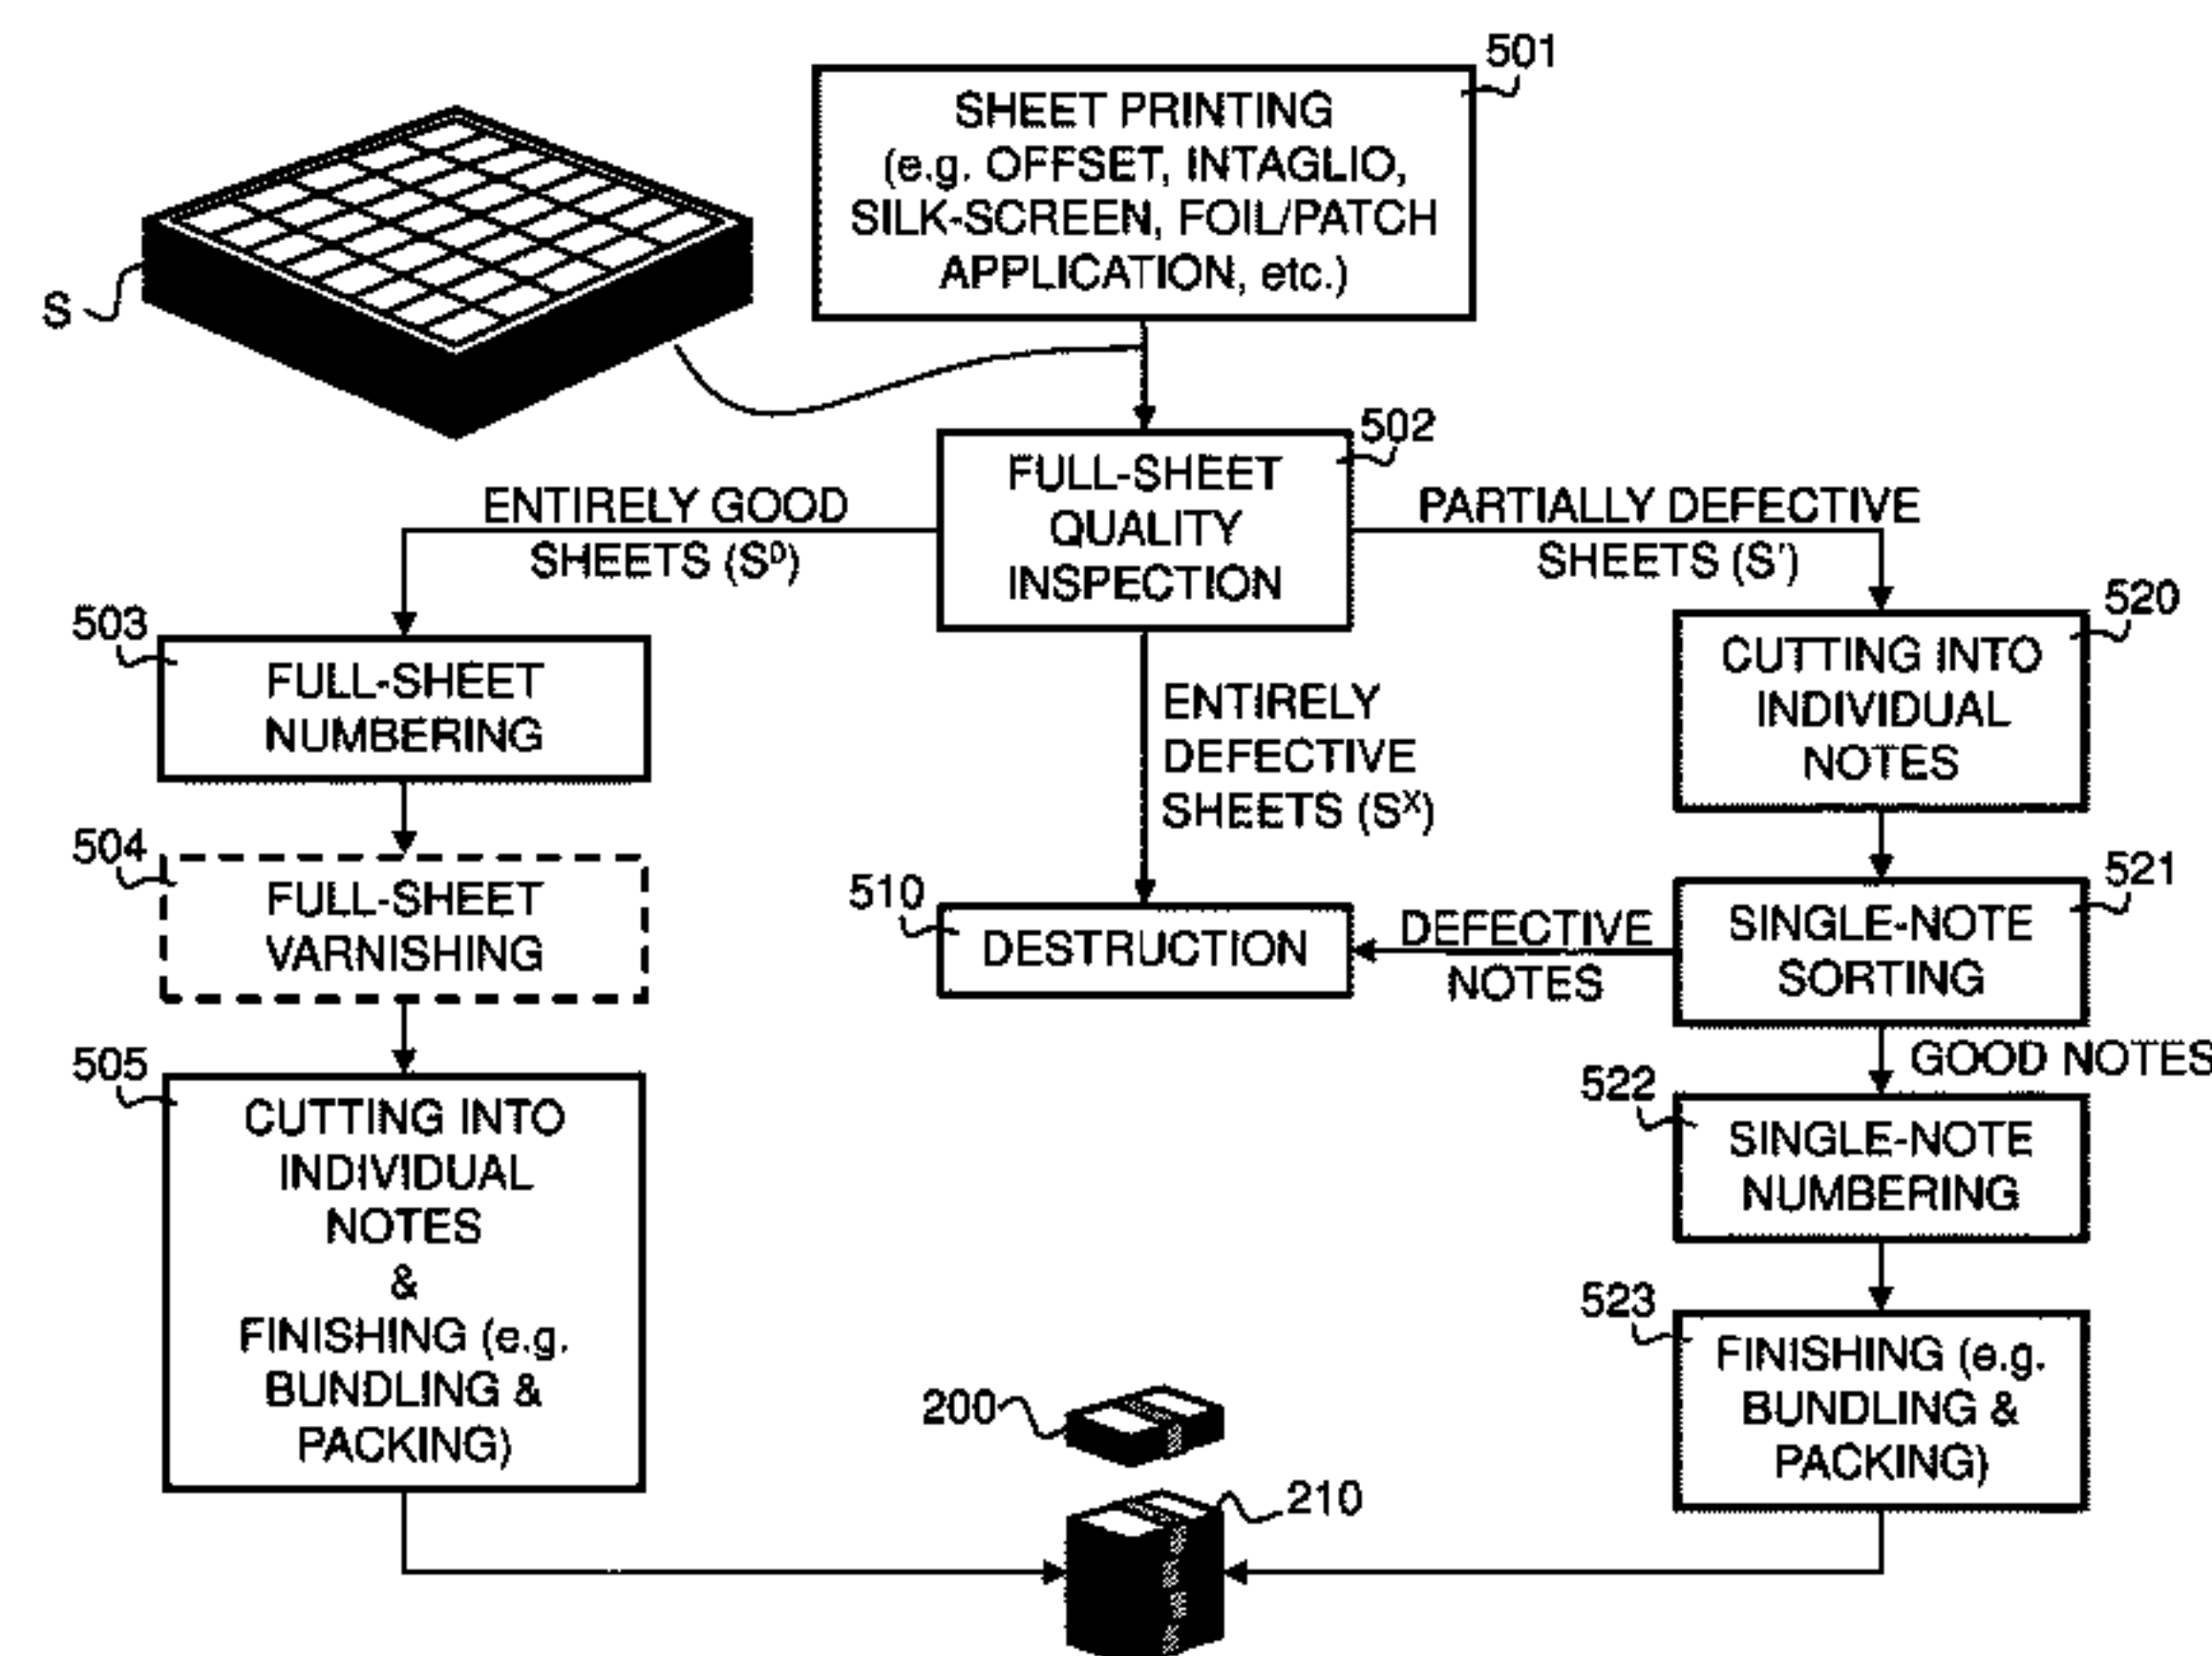 501
SHEET PRINTING
(e.g. OFFSET, INTAGLIO,
SILK-SCREEN, FOIL/PATCH
APPLICATION, etc.)
S
502
FULL-SHEET
QUALITY
INSPECTION
ENTIRELY GOOD
SHEETS (S⁰)
PARTIALLY DEFECTIVE
SHEETS (S')
503
FULL-SHEET
NUMBERING
ENTIRELY
DEFECTIVE
SHEETS (Sˣ)
520
CUTTING INTO
INDIVIDUAL
NOTES
504
FULL-SHEET
VARNISHING
510
DESTRUCTION
DEFECTIVE
NOTES
521
SINGLE-NOTE
SORTING
GOOD NOTES
505
CUTTING INTO
INDIVIDUAL
NOTES
&
FINISHING (e.g.
BUNDLING &
PACKING)
522
SINGLE-NOTE
NUMBERING
523
FINISHING (e.g.
BUNDLING &
PACKING)
200
210